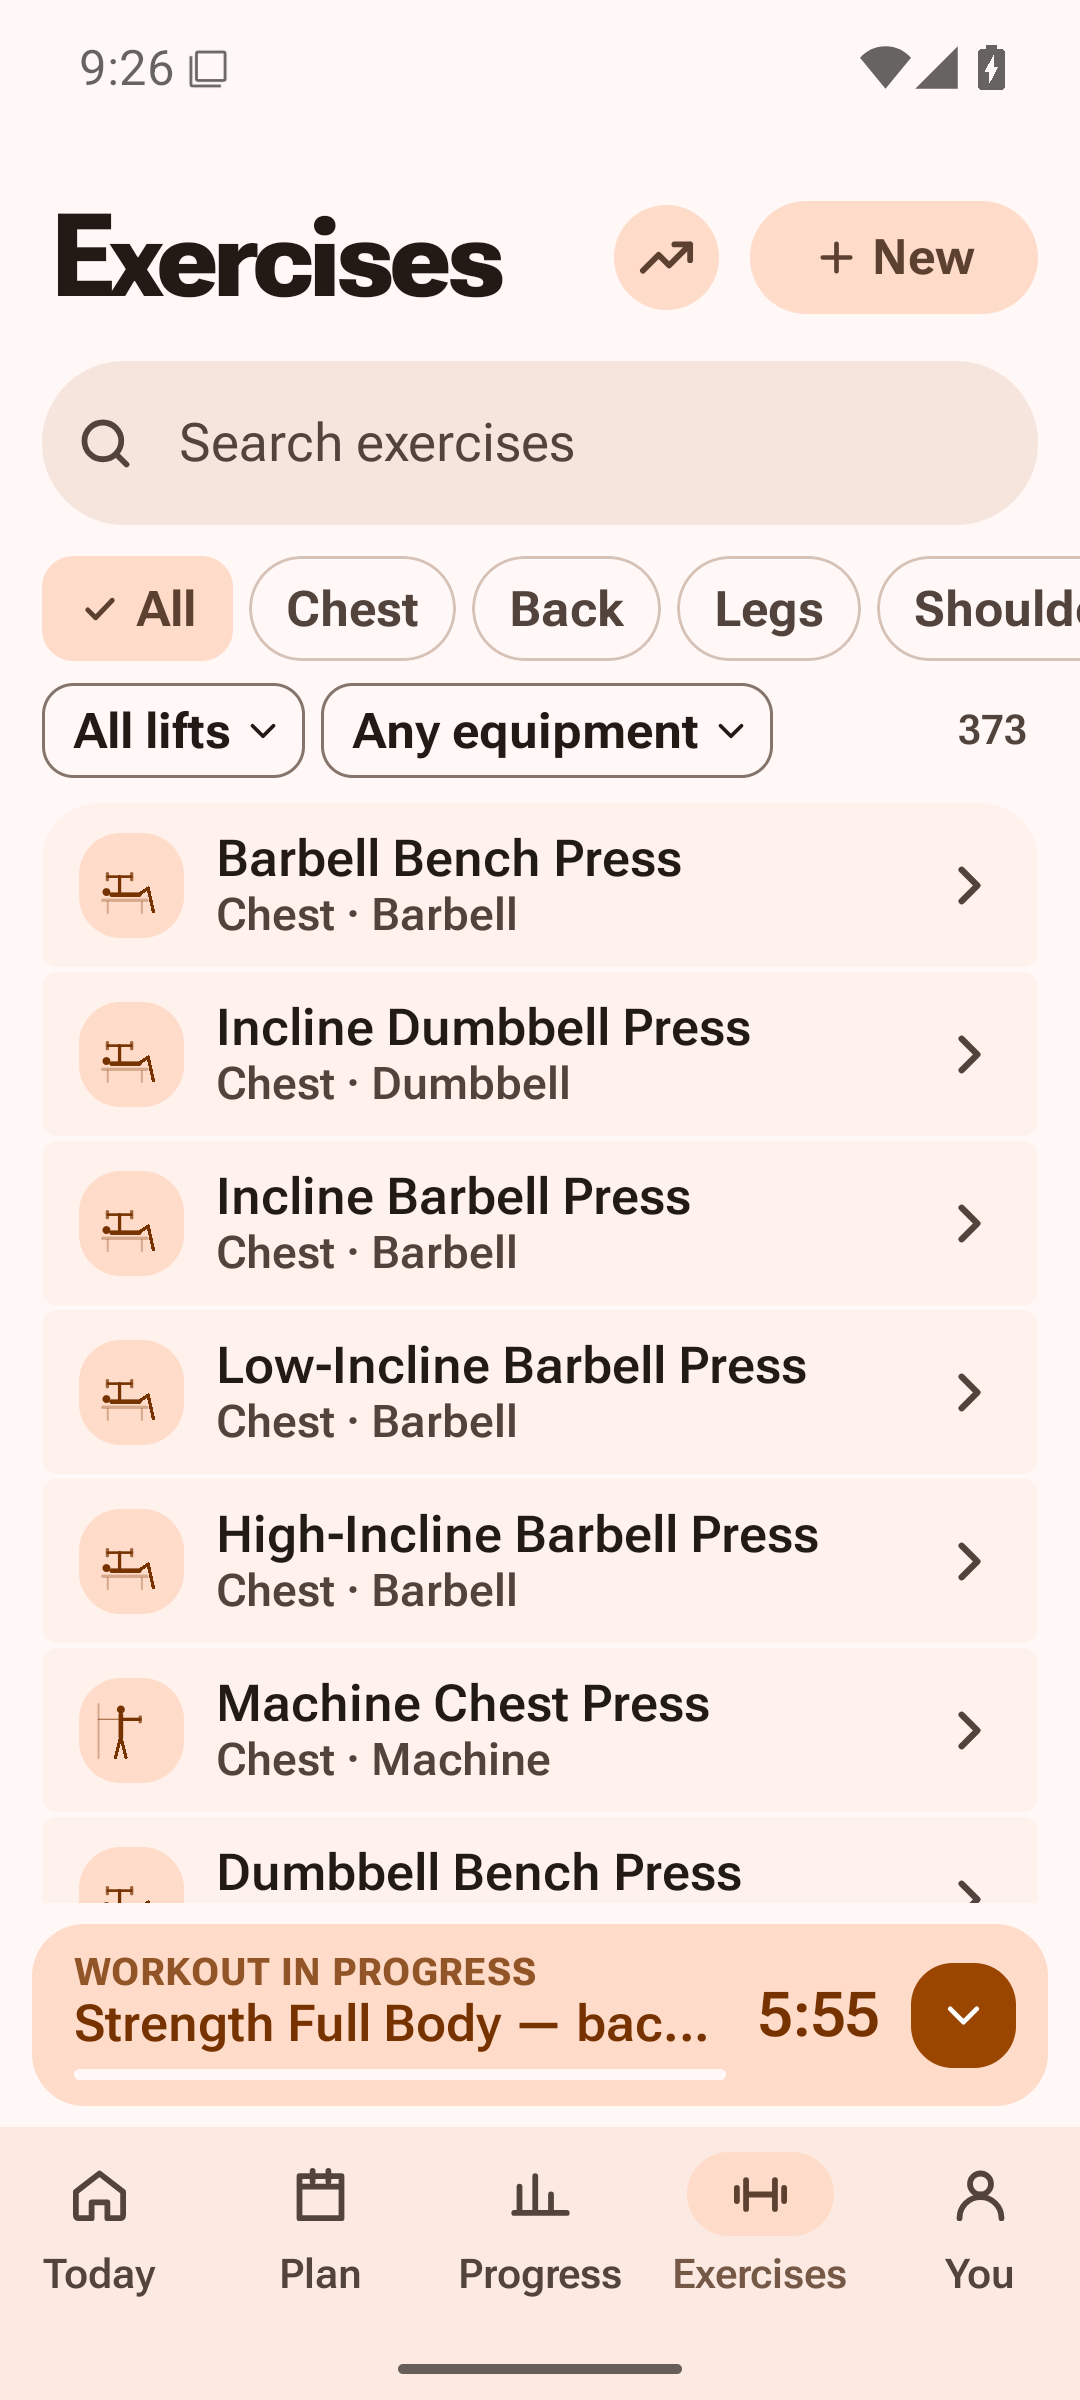 9:26
Exercises
New
Search exercises
All
Chest
Back
Legs
Should
All lifts
Any equipment
373
Barbell Bench Press
Chest · Barbell
Incline Dumbbell Press
Chest · Dumbbell
Incline Barbell Press
Chest · Barbell
Low-Incline Barbell Press
Chest · Barbell
High-Incline Barbell Press
Chest · Barbell
Machine Chest Press
Chest · Machine
Dumbbell Bench Press
WORKOUT IN PROGRESS
Strength Full Body — bac...
5:55
Today
Plan
Progress
Exercises
You